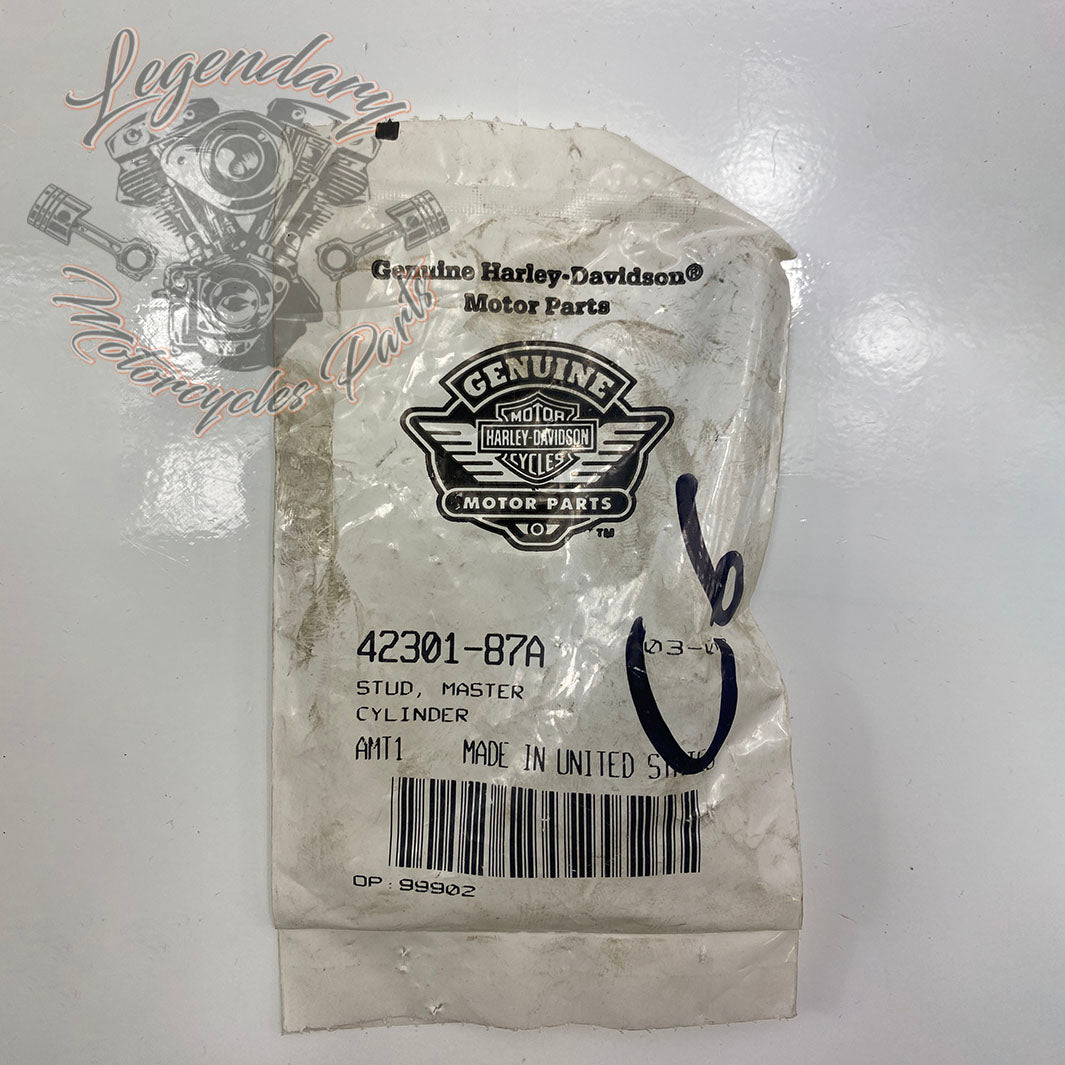 Legendary
Motorcycles Parts
Genuine Harley-Davidson®
Motor Parts
GENUINE
MOTOR
HARLEY-DAVIDSON
CYCLES
MOTOR PARTS
TM
42301-87A
STUD, MASTER
CYLINDER
AMT1 MADE IN UNITED
OP:99902